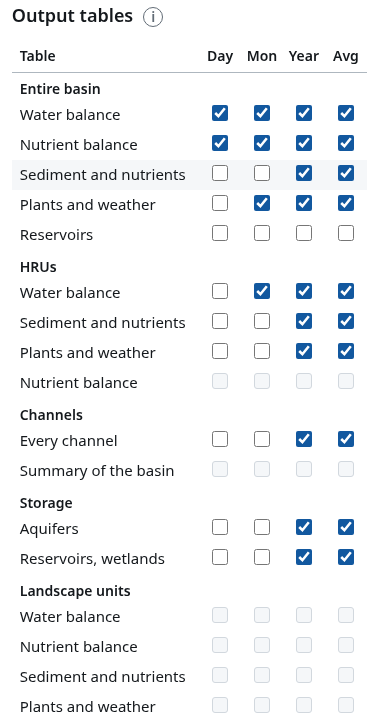 Output tables i
Table Day Mon Year Avg
Entire basin
Water balance
Nutrient balance
Sediment and nutrients
Plants and weather
Reservoirs
HRUs
Water balance
Sediment and nutrients
Plants and weather
Nutrient balance
Channels
Every channel
Summary of the basin
Storage
Aquifers
Reservoirs, wetlands
Landscape units
Water balance
Nutrient balance
Sediment and nutrients
Plants and weather